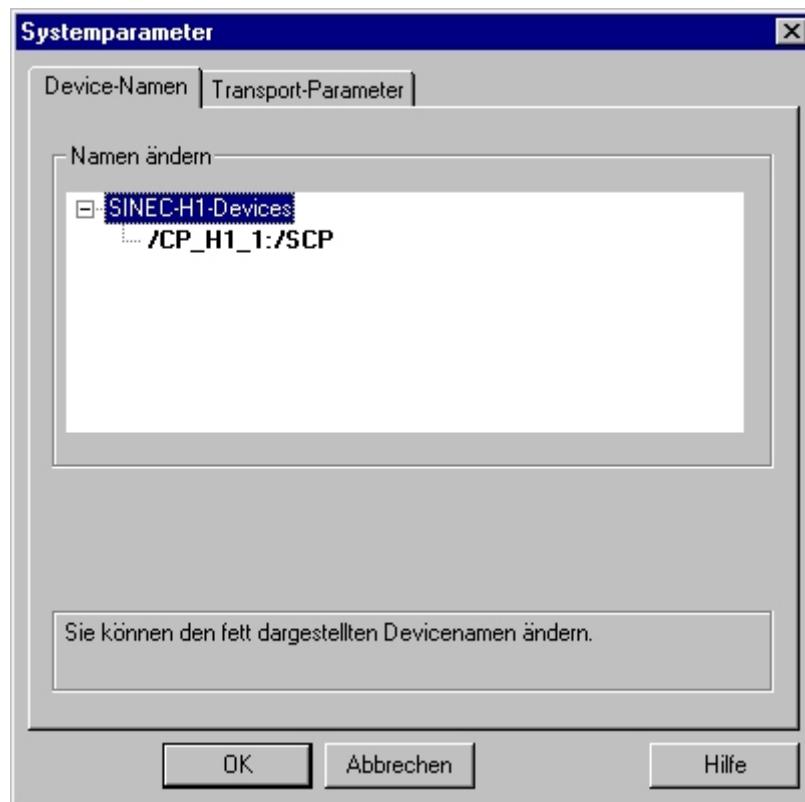 Systemparameter
Device-Namen Transport-Parameter
Namen ändern
SINEC-H1-Devices
/CP_H1_1:/SCP
Sie können den fett dargestellten Devicenamen ändern.
OK Abbrechen Hilfe